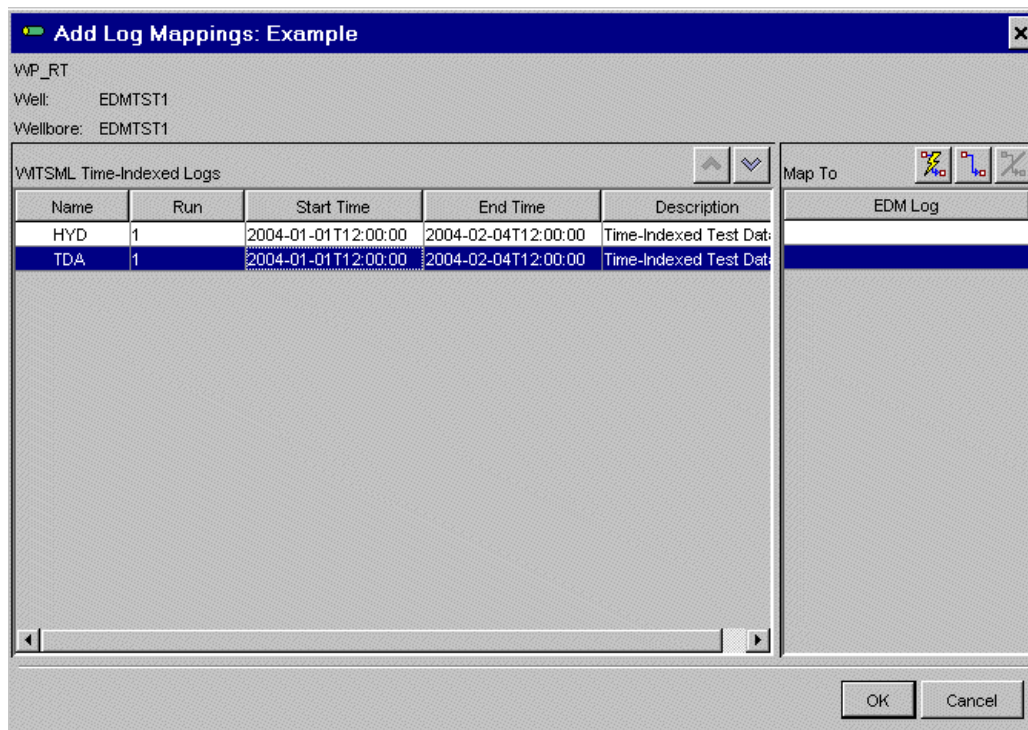 Add Log Mappings: Example
WP_RT
Well: EDMTST1
Wellbore: EDMTST1
WITSML Time-Indexed Logs
Map To
Name Run Start Time End Time Description EDM Log
HYD 1 2004-01-01T12:00:00 2004-02-04T12:00:00 Time-Indexed Test Data
TDA 1 2004-01-01T12:00:00 2004-02-04T12:00:00 Time-Indexed Test Data
OK Cancel